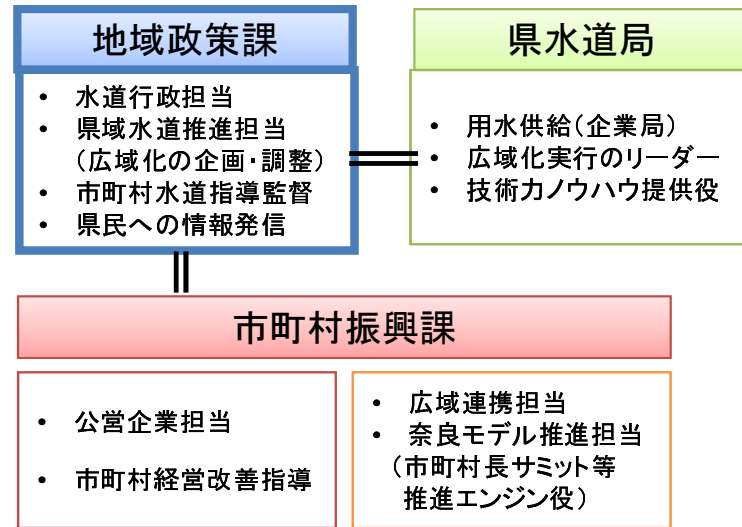 地域政策課
• 水道行政担当
• 県域水道推進担当
(広域化の企画・調整)
• 市町村水道指導監督
• 県民への情報発信
県水道局
• 用水供給(企業局)
• 広域化実行のリーダー
• 技術力ノウハウ提供役
市町村振興課
• 公営企業担当
• 市町村経営改善指導
• 広域連携担当
• 奈良モデル推進担当
(市町村長サミット等
推進エンジン役)